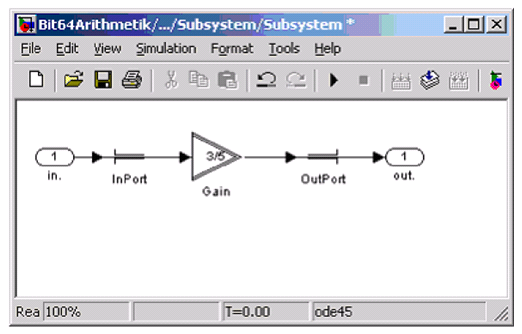 Bit64Arithmetik/.../Subsystem/Subsystem *
File Edit View Simulation Format Tools Help
1 3/5 1
in. InPort Gain OutPort out.
Rea 100% T=0.00 ode45